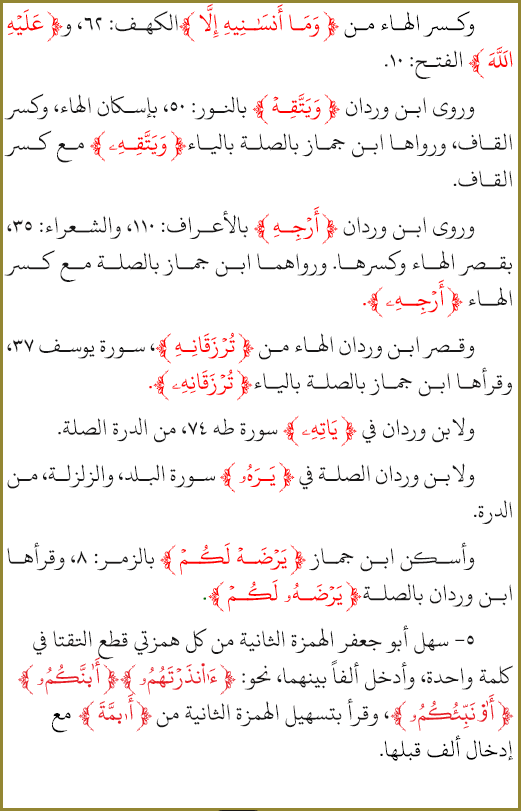 وكسر الهاء من ﴿وَمَا أَنسَىٰنِيهِ إِلَّا﴾ الكهف: ٦٢، و﴿عَلَيْهِ
اللَّهَ﴾ الفتح: ١٠.
وروى ابن وردان ﴿وَيَتَّقِهْ﴾ بالنور: ٥٠، بإسكان الهاء، وكسر
القاف، ورواها ابن جماز بالصلة بالياء ﴿وَيَتَّقِهِۦ﴾ مع كسر
القاف.
وروى ابن وردان ﴿أَرْجِهِ﴾ بالأعراف: ١١٠، والشعراء: ٣٥،
بقصر الهاء وكسرها. ورواهما ابن جماز بالصلة مع كسر
الهاء ﴿أَرْجِهِۦ﴾.
وقصر ابن وردان الهاء من ﴿تُرْزَقَانِهِ﴾، سورة يوسف ٣٧،
وقرأها ابن جماز بالصلة بالياء ﴿تُرْزَقَانِهِۦ﴾.
ولابن وردان في ﴿يَاتِهِۦ﴾ سورة طه ٧٤، من الدرة الصلة.
ولابن وردان الصلة في ﴿يَرَهُۥ﴾ سورة البلد، والزلزلة، من
الدرة.
وأسكن ابن جماز ﴿يَرْضَهْ لَكُمْ﴾ بالزمر: ٨، وقرأها
ابن وردان بالصلة ﴿يَرْضَهُۥ لَكُمْ﴾.
٥- سهل أبو جعفر الهمزة الثانية من كل همزتي قطع التقتا في
كلمة واحدة، وأدخل ألفاً بينهما، نحو: ﴿ءَا۬نذَرْتَهُمُۥ﴾ ﴿أَى۪نَّكُمُۥ﴾
﴿أَؤُ۬نَبِّئُكُمُۥ﴾، وقرأ بتسهيل الهمزة الثانية من ﴿أَى۪مَّةَ﴾ مع
إدخال ألف قبلها.